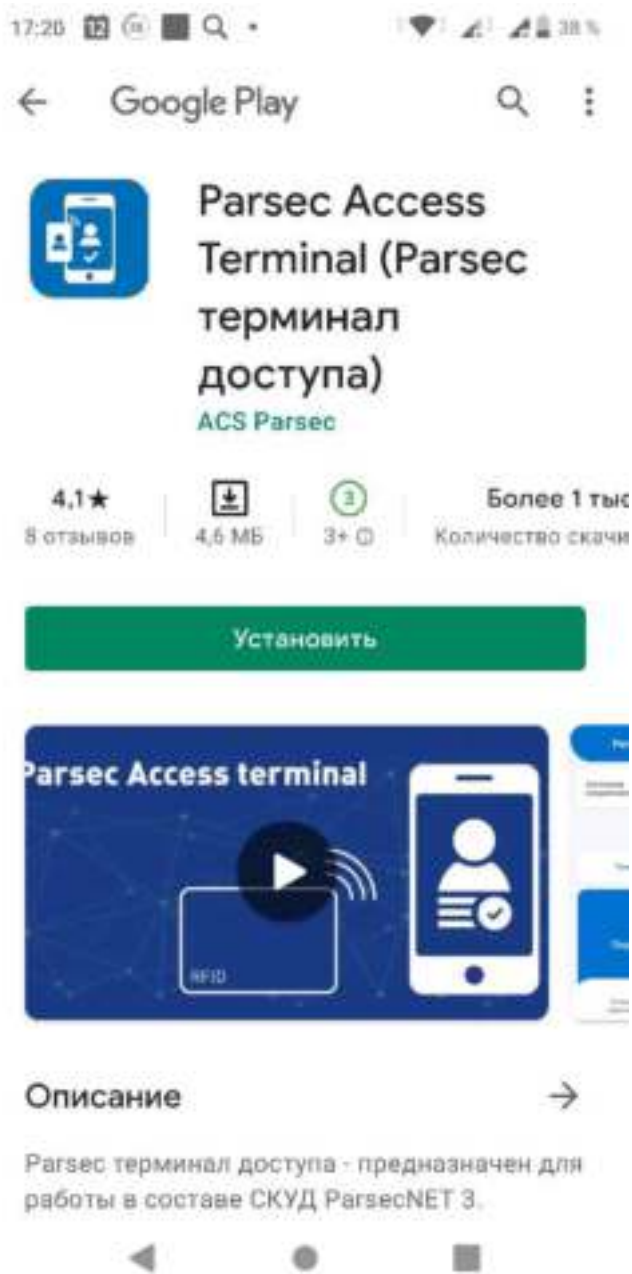 17:20 12 38 %
Google Play
Parsec Access
Terminal (Parsec
терминал
доступа)
ACS Parsec
4,1★ 3 Более 1 тыс
8 отзывов 4,6 МБ 3+ Количество скачи
Установить
Parsec Access terminal
RFID
Описание
Parsec терминал доступа - предназначен для
работы в составе СКУД ParsecNET 3.